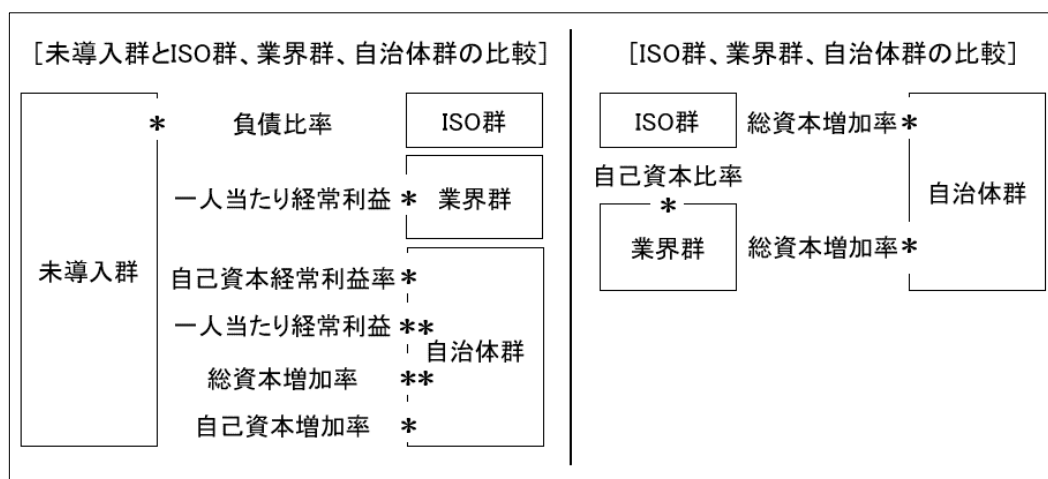 [未導入群とISO群、業界群、自治体群の比較]
未導入群
* 負債比率 ISO群
一人当たり経常利益 * 業界群
自己資本経常利益率 *
一人当たり経常利益 **
自治体群
総資本増加率 **
自己資本増加率 *
[ISO群、業界群、自治体群の比較]
ISO群 総資本増加率 *
自己資本比率
*
自治体群
業界群 総資本増加率 *